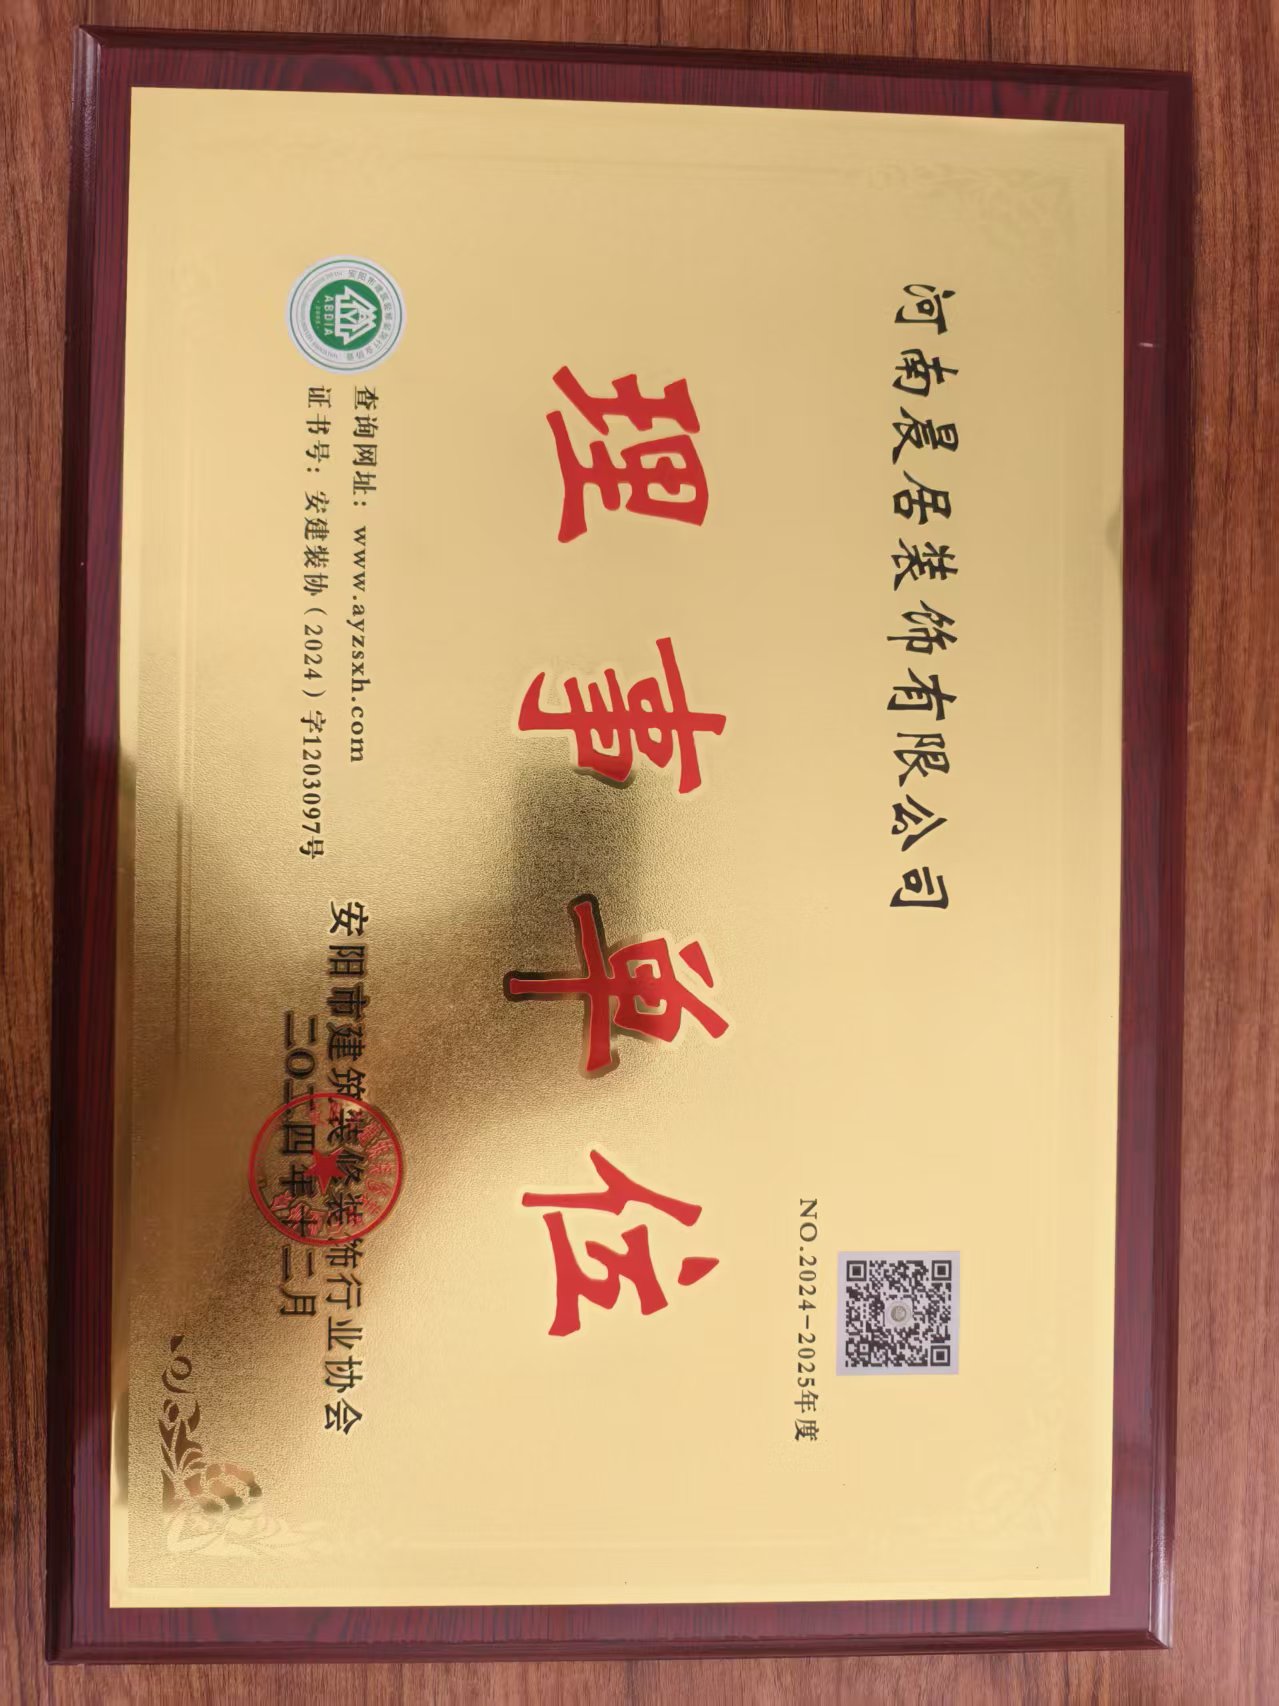 河南晨居装饰有限公司
NO.2024-2025年度
理事单位
ABDIA
查询网址：www.ayzsxh.com
证书号：安建装协（2024）字1203097号
安阳市建筑装修装饰行业协会
二〇二四年十二月